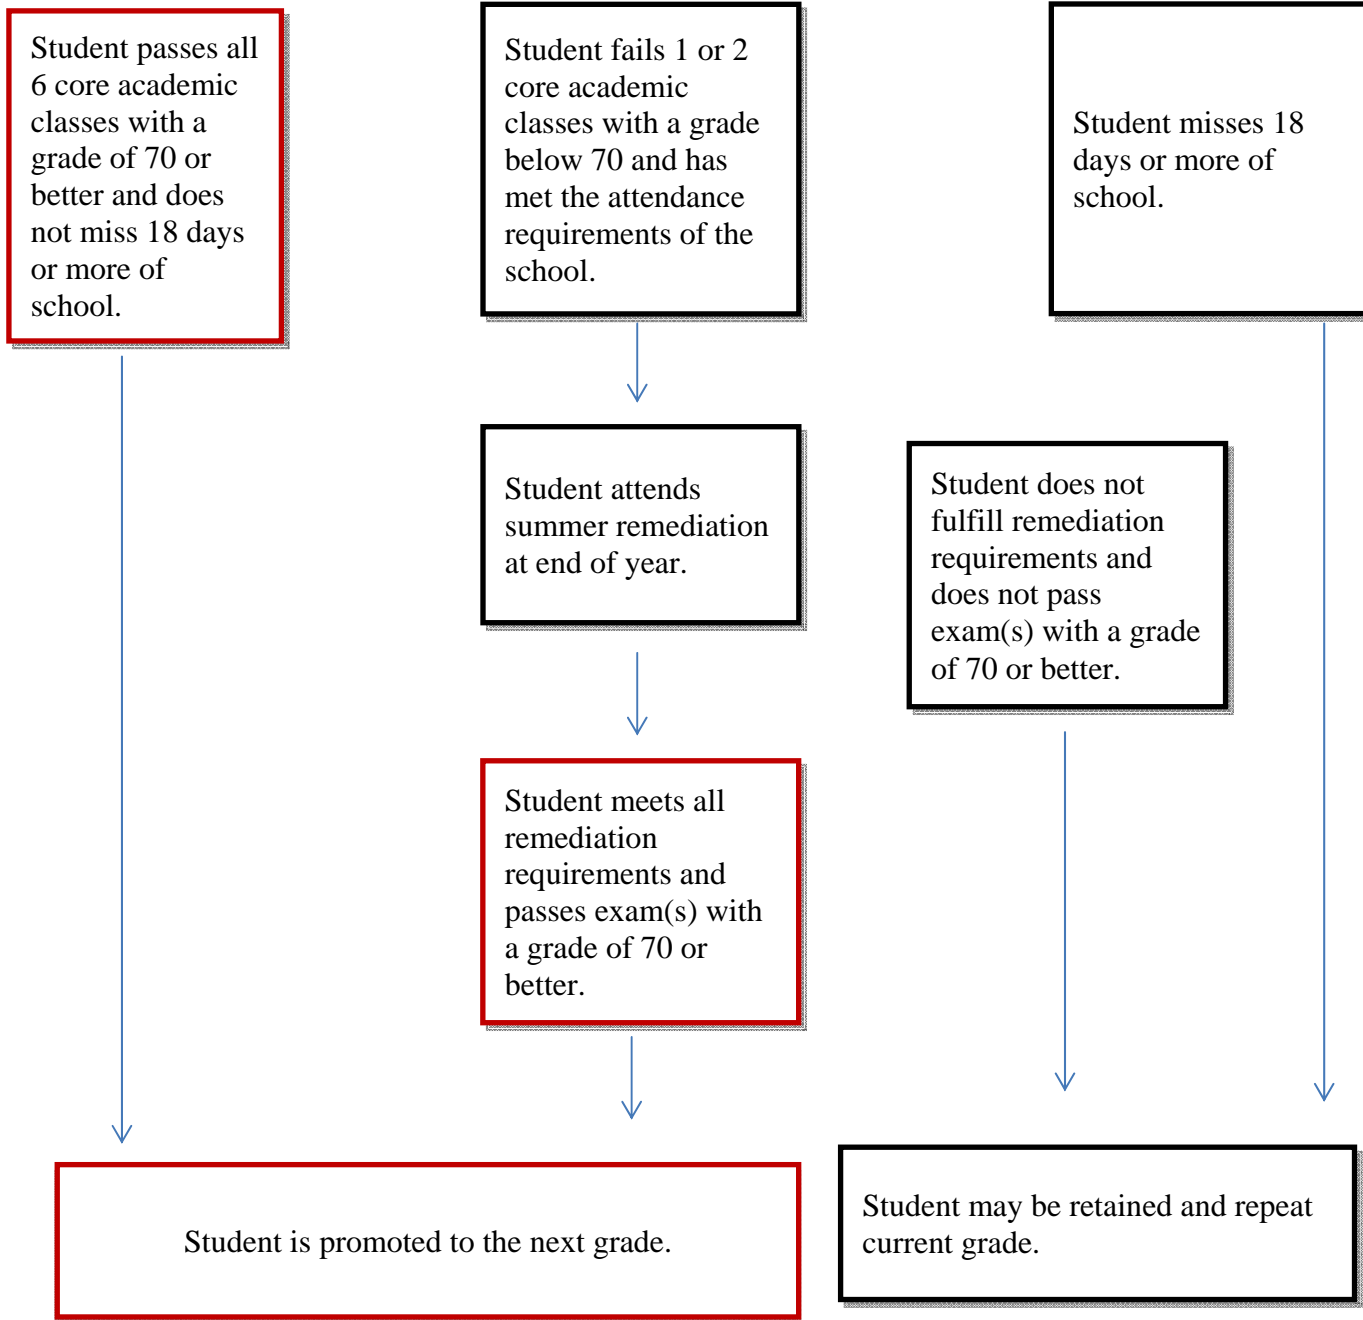 Student passes all
6 core academic
classes with a
grade of 70 or
better and does
not miss 18 days
or more of
school.
Student fails 1 or 2
core academic
classes with a grade
below 70 and has
met the attendance
requirements of the
school.
Student misses 18
days or more of
school.
Student attends
summer remediation
at end of year.
Student does not
fulfill remediation
requirements and
does not pass
exam(s) with a grade
of 70 or better.
Student meets all
remediation
requirements and
passes exam(s) with
a grade of 70 or
better.
Student is promoted to the next grade.
Student may be retained and repeat
current grade.